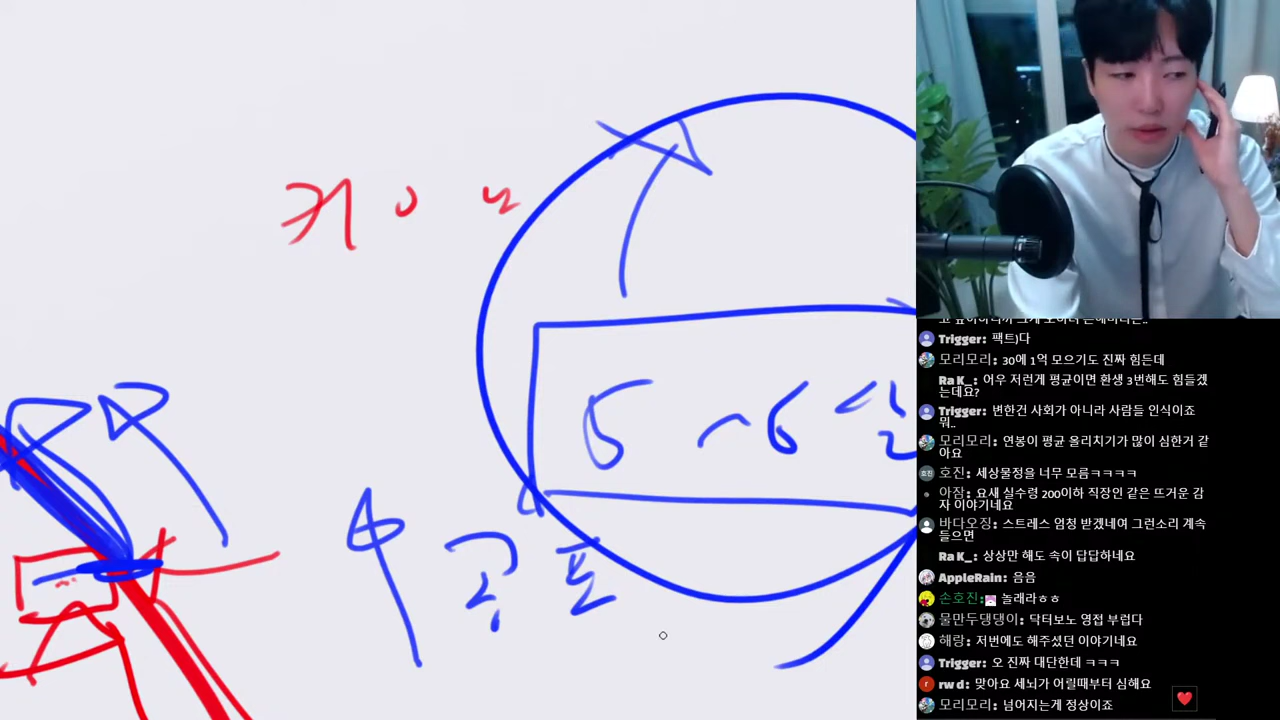 키 0 4
5 ~ 6 살
공포
Trigger: 팩트)다
모리모리: 30에 1억 모으기도 진짜 힘든데
Ra K_: 어우 저런게 평균이면 환생 3번해도 힘들겠
는데요?
Trigger: 변한건 사회가 아니라 사람들 인식이죠
뭐..
모리모리: 연봉이 평균 올리치기가 많이 심한거 같
아요
호진: 세상물정을 너무 모름ㅋㅋㅋㅋ
아잠: 요새 실수령 200이하 직장인 같은 뜨거운 감
자 이야기네요
바다오징: 스트레스 엄청 받겠네여 그런소리 계속
들으면
Ra K_: 상상만 해도 속이 답답하네요
AppleRain: 음음
손호진: 놀래라ㅎㅎ
물만두댕댕이: 닥터보노 영접 부럽다
해랑: 저번에도 해주셨던 이야기네요
Trigger: 오 진짜 대단한데 ㅋㅋㅋ
rw d: 맞아요 세뇌가 어릴때부터 심해요
모리모리: 넘어지는게 정상이죠